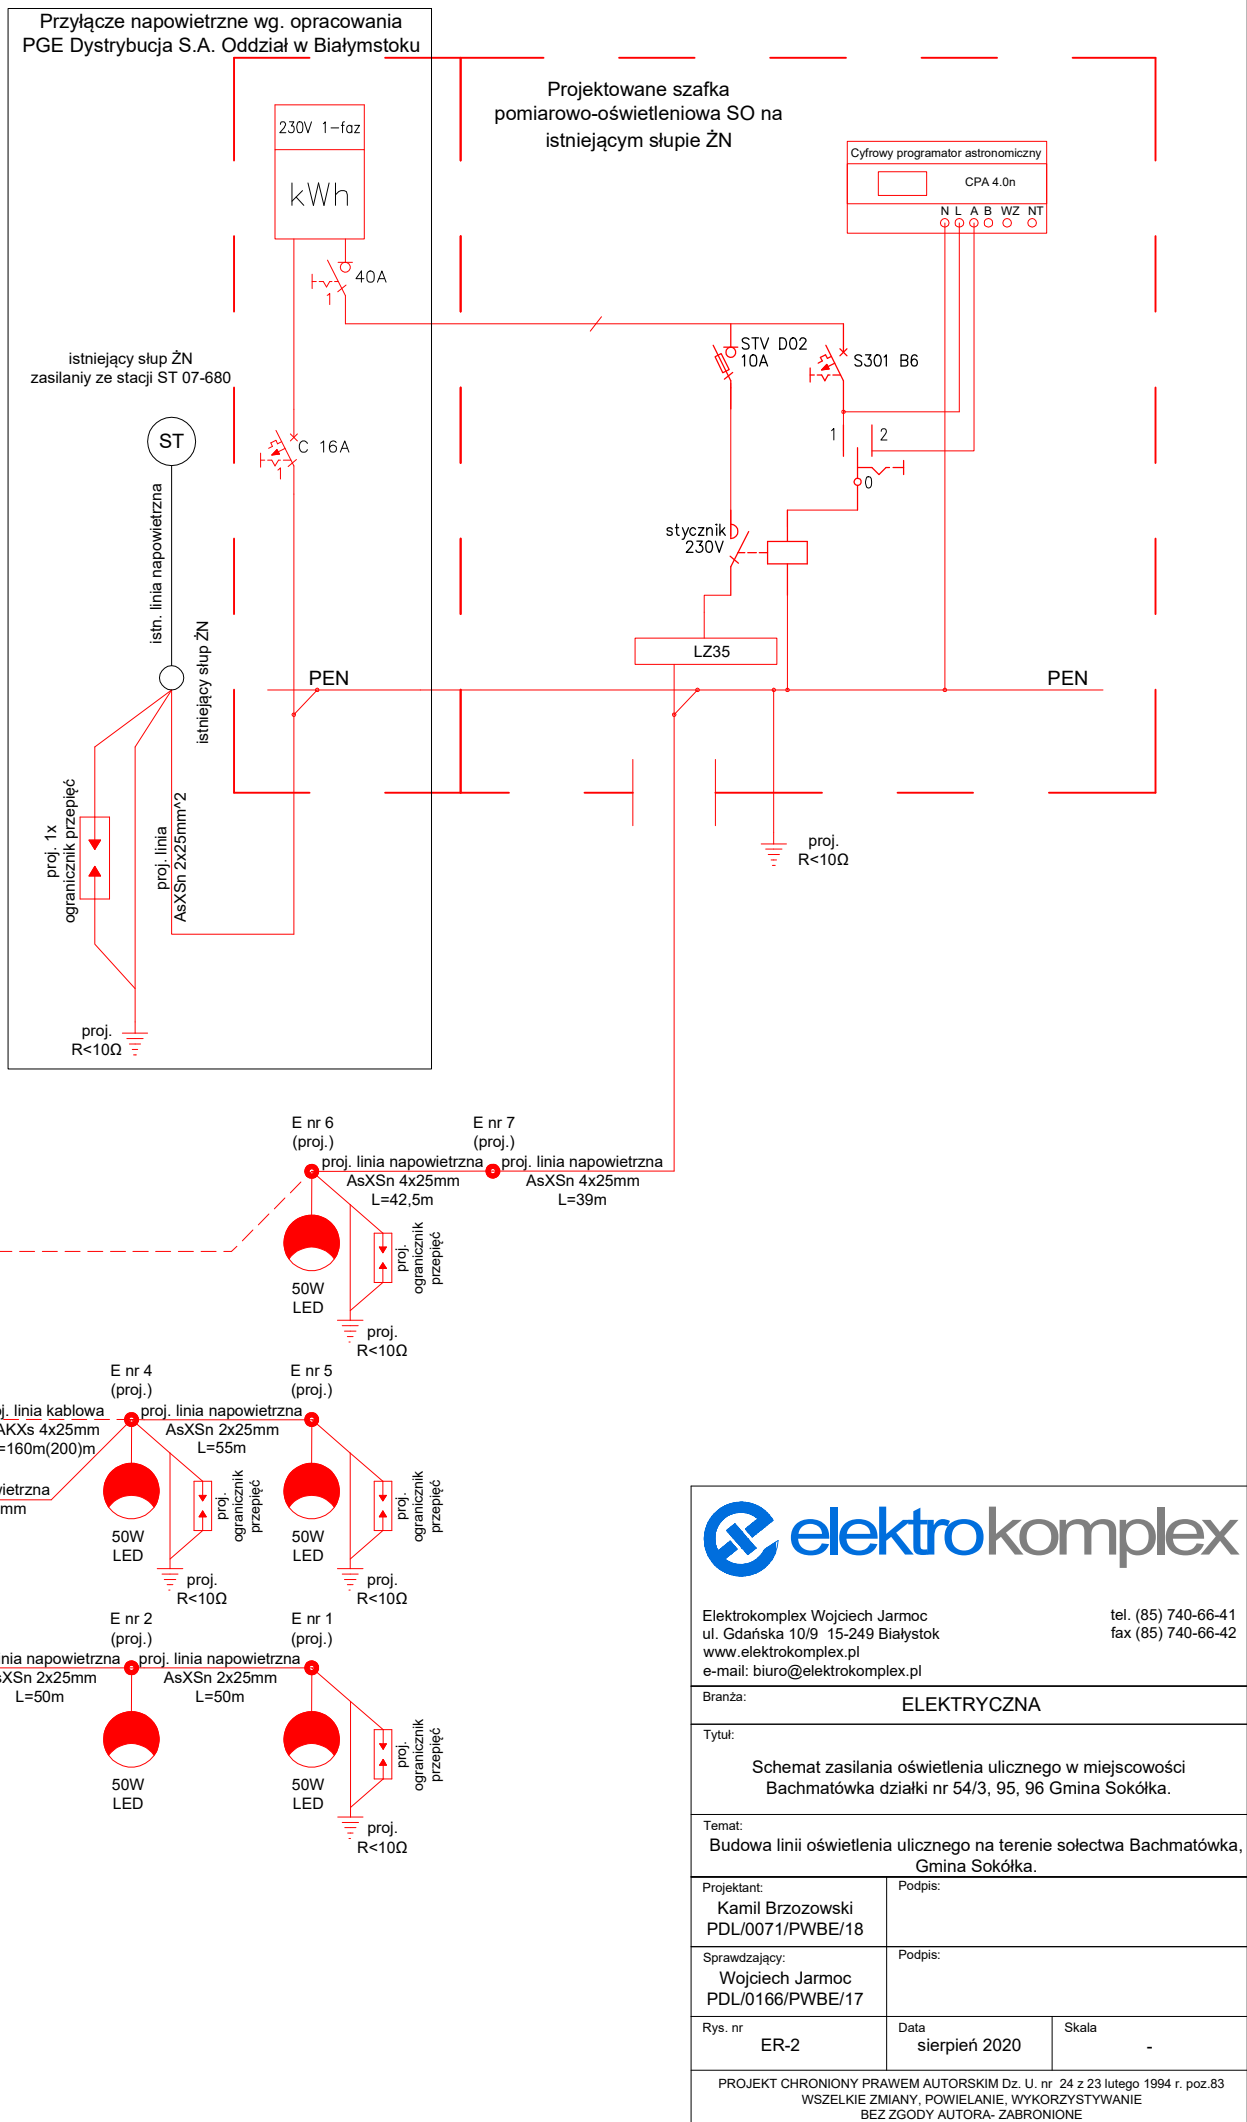 Przyłącze napowietrzne wg. opracowania
PGE Dystrybucja S.A. Oddział w Białymstoku
Projektowane szafka
pomiarowo-oświetleniowa SO na
istniejącym słupie ŻN
230V 1-faz
kWh
40A
1
Cyfrowy programator astronomiczny
CPA 4.0n
N L A B WZ NT
istniejący słup ŻN
zasilaniy ze stacji ST 07-680
ST
C 16A
1
STV D02
10A
S301 B6
1
2
0
stycznik
230V
LZ35
PEN
PEN
istn. linia napowietrzna
istniejący słup ŻN
proj. 1x
ogranicznik przepięć
proj. linia
AsXSn 2x25mm^2
proj.
R<10Ω
proj.
R<10Ω
E nr 6
(proj.)
E nr 7
(proj.)
proj. linia napowietrzna
AsXSn 4x25mm
L=42,5m
proj. linia napowietrzna
AsXSn 4x25mm
L=39m
50W
LED
proj.
ogranicznik
przepięć
proj.
R<10Ω
E nr 4
(proj.)
E nr 5
(proj.)
j. linia kablowa
AKXs 4x25mm
=160m(200)m
proj. linia napowietrzna
AsXSn 2x25mm
L=55m
wietrzna
mm
50W
LED
proj.
ogranicznik
przepięć
proj.
R<10Ω
50W
LED
proj.
ogranicznik
przepięć
proj.
R<10Ω
E nr 2
(proj.)
E nr 1
(proj.)
inia napowietrzna
sXSn 2x25mm
L=50m
proj. linia napowietrzna
AsXSn 2x25mm
L=50m
50W
LED
50W
LED
proj.
ogranicznik
przepięć
proj.
R<10Ω
elektrokomplex
Elektrokomplex Wojciech Jarmoc
ul. Gdańska 10/9 15-249 Białystok
www.elektrokomplex.pl
e-mail: biuro@elektrokomplex.pl
tel. (85) 740-66-41
fax (85) 740-66-42
Branża:
ELEKTRYCZNA
Tytuł:
Schemat zasilania oświetlenia ulicznego w miejscowości
Bachmatówka działki nr 54/3, 95, 96 Gmina Sokółka.
Temat:
Budowa linii oświetlenia ulicznego na terenie sołectwa Bachmatówka,
Gmina Sokółka.
Projektant:
Kamil Brzozowski
PDL/0071/PWBE/18
Podpis:
Sprawdzający:
Wojciech Jarmoc
PDL/0166/PWBE/17
Podpis:
Rys. nr
ER-2
Data
sierpień 2020
Skala
-
PROJEKT CHRONIONY PRAWEM AUTORSKIM Dz. U. nr 24 z 23 lutego 1994 r. poz.83
WSZELKIE ZMIANY, POWIELANIE, WYKORZYSTYWANIE
BEZ ZGODY AUTORA- ZABRONIONE